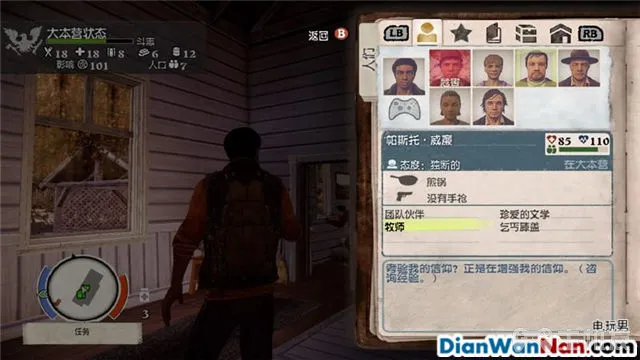 大本营状态
斗志
18 18 8 6 12
影响 101 人口 7
返回 B
LB RB
人们
帕斯托·威廉
85 110
态度：独断的 在大本营
煎锅
没有手枪
团队伙伴 珍爱的文学
牧师 乞丐膝盖
考验我的信仰？正是在增强我的信仰。（咨
询经验。）
3
任务
电玩男
DianWanNan.com